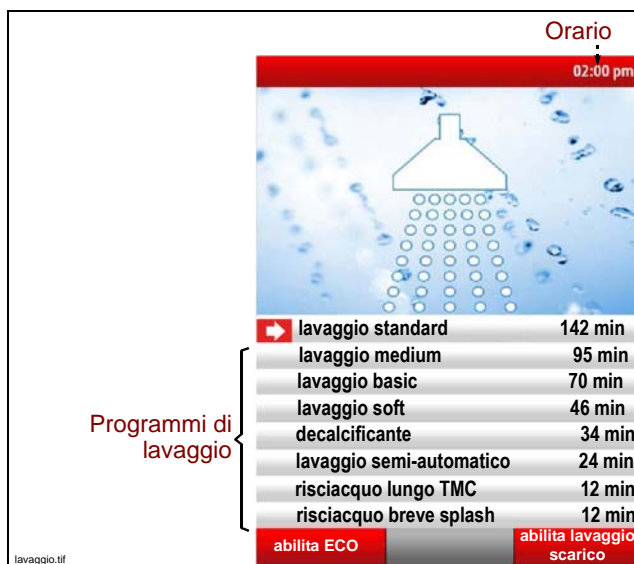 Orario
02:00 pm
lavaggio standard 142 min
lavaggio medium 95 min
lavaggio basic 70 min
lavaggio soft 46 min
decalcificante 34 min
lavaggio semi-automatico 24 min
risciacquo lungo TMC 12 min
risciacquo breve splash 12 min
Programmi di
lavaggio
abilita ECO
abilita lavaggio
scarico
lavaggio.tif